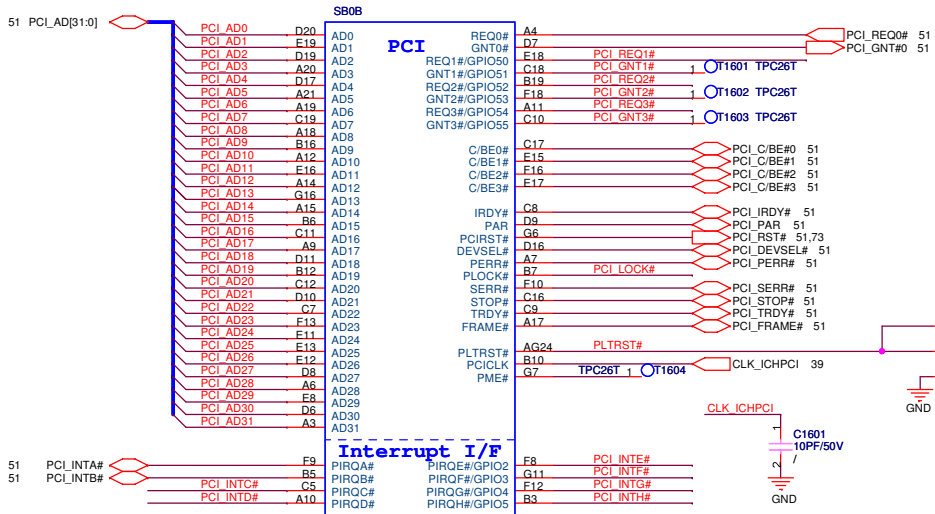 SB0B
51 PCI_AD[31:0]
PCI
PCI_AD0 D20 AD0
PCI_AD1 E19 AD1
PCI_AD2 D19 AD2
PCI_AD3 A20 AD3
PCI_AD4 D17 AD4
PCI_AD5 A21 AD5
PCI_AD6 A19 AD6
PCI_AD7 C19 AD7
PCI_AD8 A18 AD8
PCI_AD9 B16 AD9
PCI_AD10 A12 AD10
PCI_AD11 E16 AD11
PCI_AD12 A14 AD12
PCI_AD13 G16 AD13
PCI_AD14 A15 AD14
PCI_AD15 B6 AD15
PCI_AD16 C11 AD16
PCI_AD17 A9 AD17
PCI_AD18 D11 AD18
PCI_AD19 B12 AD19
PCI_AD20 C12 AD20
PCI_AD21 D10 AD21
PCI_AD22 C7 AD22
PCI_AD23 F13 AD23
PCI_AD24 E11 AD24
PCI_AD25 E13 AD25
PCI_AD26 E12 AD26
PCI_AD27 D8 AD27
PCI_AD28 A6 AD28
PCI_AD29 E8 AD29
PCI_AD30 D6 AD30
PCI_AD31 A3 AD31
REQ0# A4 PCI_REQ0# 51
GNT0# D7 PCI_GNT#0 51
REQ1#/GPIO50 E18 PCI_REQ1#
GNT1#/GPIO51 C18 PCI_GNT1# 1 T1601 TPC26T
REQ2#/GPIO52 B19 PCI_REQ2#
GNT2#/GPIO53 F18 PCI_GNT2# 1 T1602 TPC26T
REQ3#/GPIO54 A11 PCI_REQ3#
GNT3#/GPIO55 C10 PCI_GNT3# 1 T1603 TPC26T
C/BE0# C17 PCI_C/BE#0 51
C/BE1# E15 PCI_C/BE#1 51
C/BE2# F16 PCI_C/BE#2 51
C/BE3# E17 PCI_C/BE#3 51
IRDY# C8 PCI_IRDY# 51
PAR D9 PCI_PAR 51
PCIRST# G6 PCI_RST# 51,73
DEVSEL# D16 PCI_DEVSEL# 51
PERR# A7 PCI_PERR# 51
PLOCK# B7 PCI_LOCK#
SERR# F10 PCI_SERR# 51
STOP# C16 PCI_STOP# 51
TRDY# C9 PCI_TRDY# 51
FRAME# A17 PCI_FRAME# 51
PLTRST# AG24 PLTRST#
PCICLK B10 CLK_ICHPCI 39
PME# G7 TPC26T 1 T1604
GND
CLK_ICHPCI
1
C1601
10PF/50V
/
2
GND
Interrupt I/F
51 PCI_INTA# F9 PIRQA# PIRQE#/GPIO2 F8 PCI_INTE#
51 PCI_INTB# B5 PIRQB# PIRQF#/GPIO3 G11 PCI_INTF#
PCI_INTC# C5 PIRQC# PIRQG#/GPIO4 F12 PCI_INTG#
PCI_INTD# A10 PIRQD# PIRQH#/GPIO5 B3 PCI_INTH#